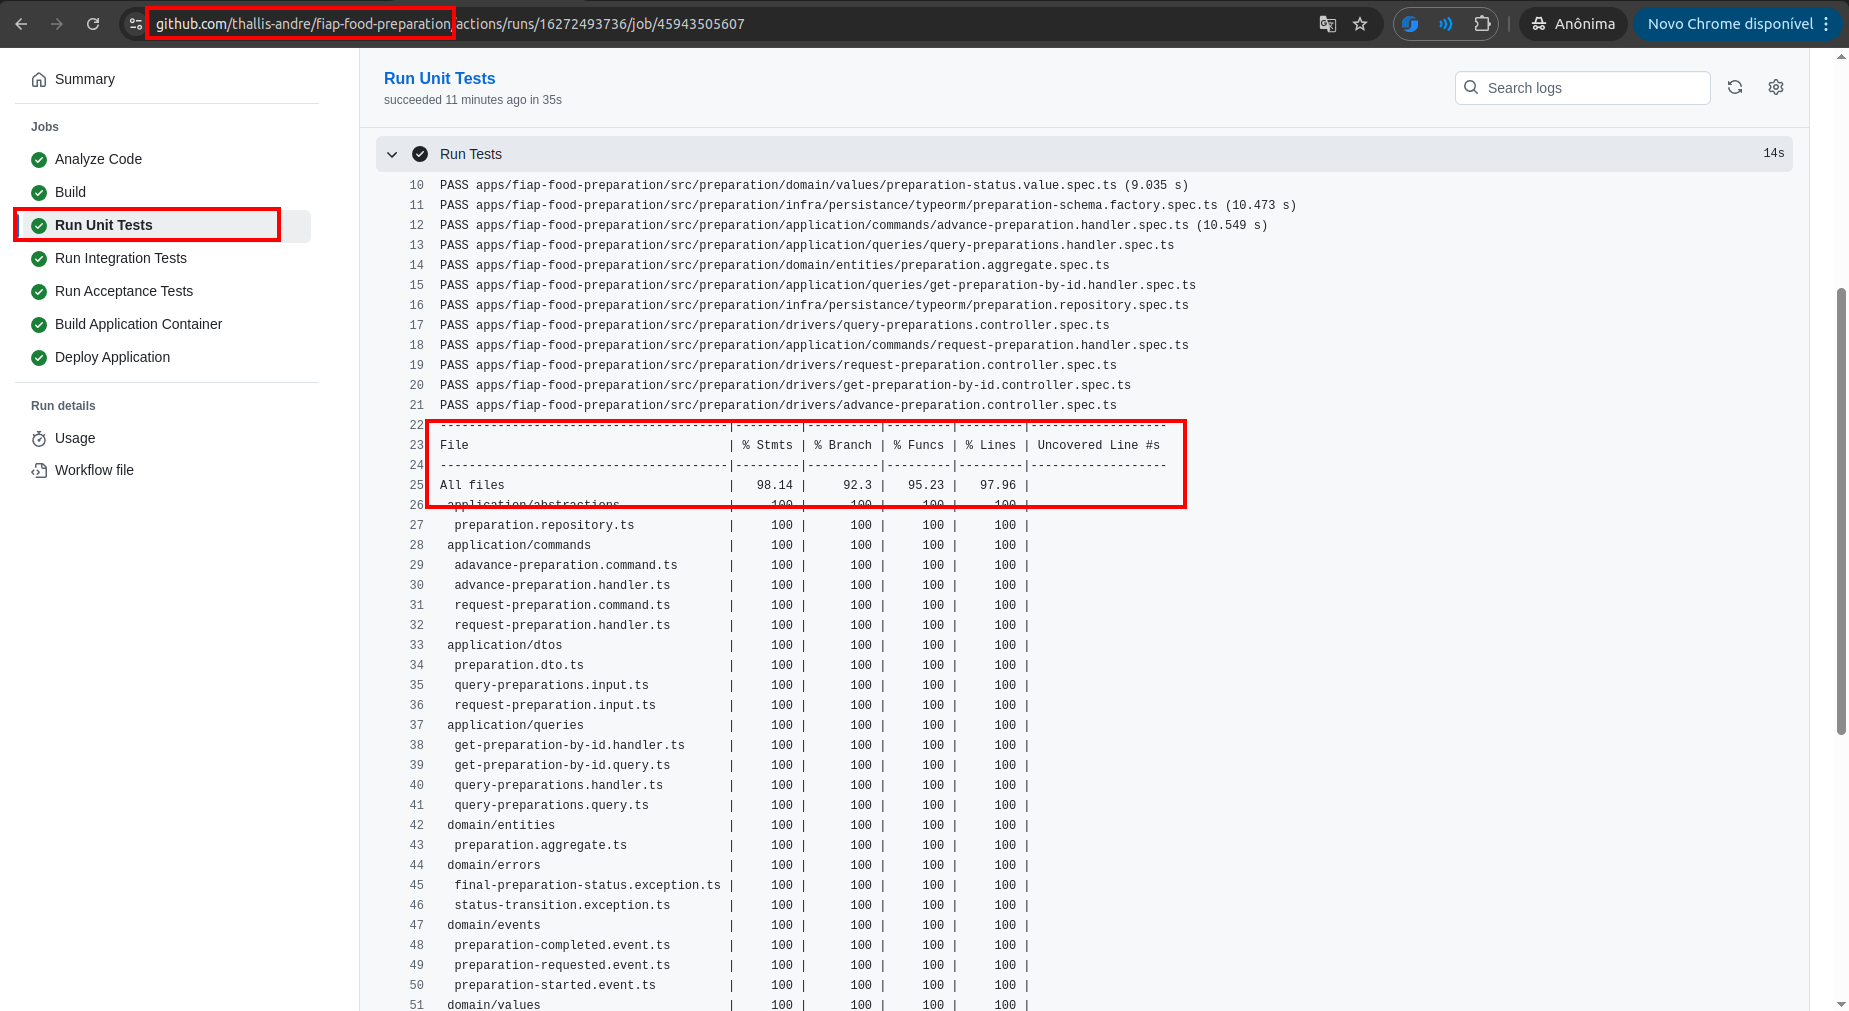 github.com/thallis-andre/fiap-food-preparation/actions/runs/16272493736/job/45943505607
Anônima
Novo Chrome disponível
Summary
Jobs
Analyze Code
Build
Run Unit Tests
Run Integration Tests
Run Acceptance Tests
Build Application Container
Deploy Application
Run details
Usage
Workflow file
Run Unit Tests
succeeded 11 minutes ago in 35s
Search logs
Run Tests 14s
10 PASS apps/fiap-food-preparation/src/preparation/domain/values/preparation-status.value.spec.ts (9.035 s)
11 PASS apps/fiap-food-preparation/src/preparation/infra/persistance/typeorm/preparation-schema.factory.spec.ts (10.473 s)
12 PASS apps/fiap-food-preparation/src/preparation/application/commands/advance-preparation.handler.spec.ts (10.549 s)
13 PASS apps/fiap-food-preparation/src/preparation/application/queries/query-preparations.handler.spec.ts
14 PASS apps/fiap-food-preparation/src/preparation/domain/entities/preparation.aggregate.spec.ts
15 PASS apps/fiap-food-preparation/src/preparation/application/queries/get-preparation-by-id.handler.spec.ts
16 PASS apps/fiap-food-preparation/src/preparation/infra/persistance/typeorm/preparation.repository.spec.ts
17 PASS apps/fiap-food-preparation/src/preparation/drivers/query-preparations.controller.spec.ts
18 PASS apps/fiap-food-preparation/src/preparation/application/commands/request-preparation.handler.spec.ts
19 PASS apps/fiap-food-preparation/src/preparation/drivers/request-preparation.controller.spec.ts
20 PASS apps/fiap-food-preparation/src/preparation/drivers/get-preparation-by-id.controller.spec.ts
21 PASS apps/fiap-food-preparation/src/preparation/drivers/advance-preparation.controller.spec.ts
22 ----------------------------------------|---------|----------|---------|---------|-------------------
23 File | % Stmts | % Branch | % Funcs | % Lines | Uncovered Line #s
24 ----------------------------------------|---------|----------|---------|---------|-------------------
25 All files | 98.14 | 92.3 | 95.23 | 97.96 |
26 application/abstractions | 100 | 100 | 100 | 100 |
27 preparation.repository.ts | 100 | 100 | 100 | 100 |
28 application/commands | 100 | 100 | 100 | 100 |
29 adavance-preparation.command.ts | 100 | 100 | 100 | 100 |
30 advance-preparation.handler.ts | 100 | 100 | 100 | 100 |
31 request-preparation.command.ts | 100 | 100 | 100 | 100 |
32 request-preparation.handler.ts | 100 | 100 | 100 | 100 |
33 application/dtos | 100 | 100 | 100 | 100 |
34 preparation.dto.ts | 100 | 100 | 100 | 100 |
35 query-preparations.input.ts | 100 | 100 | 100 | 100 |
36 request-preparation.input.ts | 100 | 100 | 100 | 100 |
37 application/queries | 100 | 100 | 100 | 100 |
38 get-preparation-by-id.handler.ts | 100 | 100 | 100 | 100 |
39 get-preparation-by-id.query.ts | 100 | 100 | 100 | 100 |
40 query-preparations.handler.ts | 100 | 100 | 100 | 100 |
41 query-preparations.query.ts | 100 | 100 | 100 | 100 |
42 domain/entities | 100 | 100 | 100 | 100 |
43 preparation.aggregate.ts | 100 | 100 | 100 | 100 |
44 domain/errors | 100 | 100 | 100 | 100 |
45 final-preparation-status.exception.ts | 100 | 100 | 100 | 100 |
46 status-transition.exception.ts | 100 | 100 | 100 | 100 |
47 domain/events | 100 | 100 | 100 | 100 |
48 preparation-completed.event.ts | 100 | 100 | 100 | 100 |
49 preparation-requested.event.ts | 100 | 100 | 100 | 100 |
50 preparation-started.event.ts | 100 | 100 | 100 | 100 |
51 domain/values | 100 | 100 | 100 | 100 |